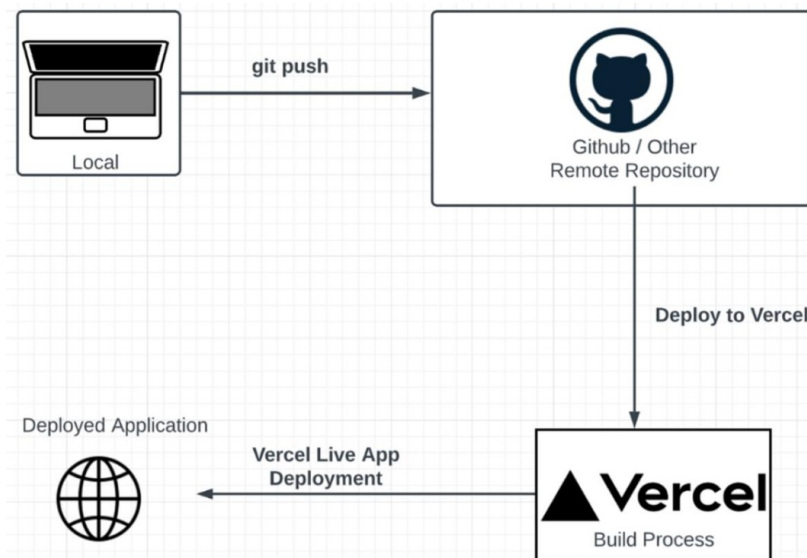 git push
Local
Github / Other
Remote Repository
Deploy to Vercel
Deployed Application
Vercel Live App
Deployment
Vercel
Build Process